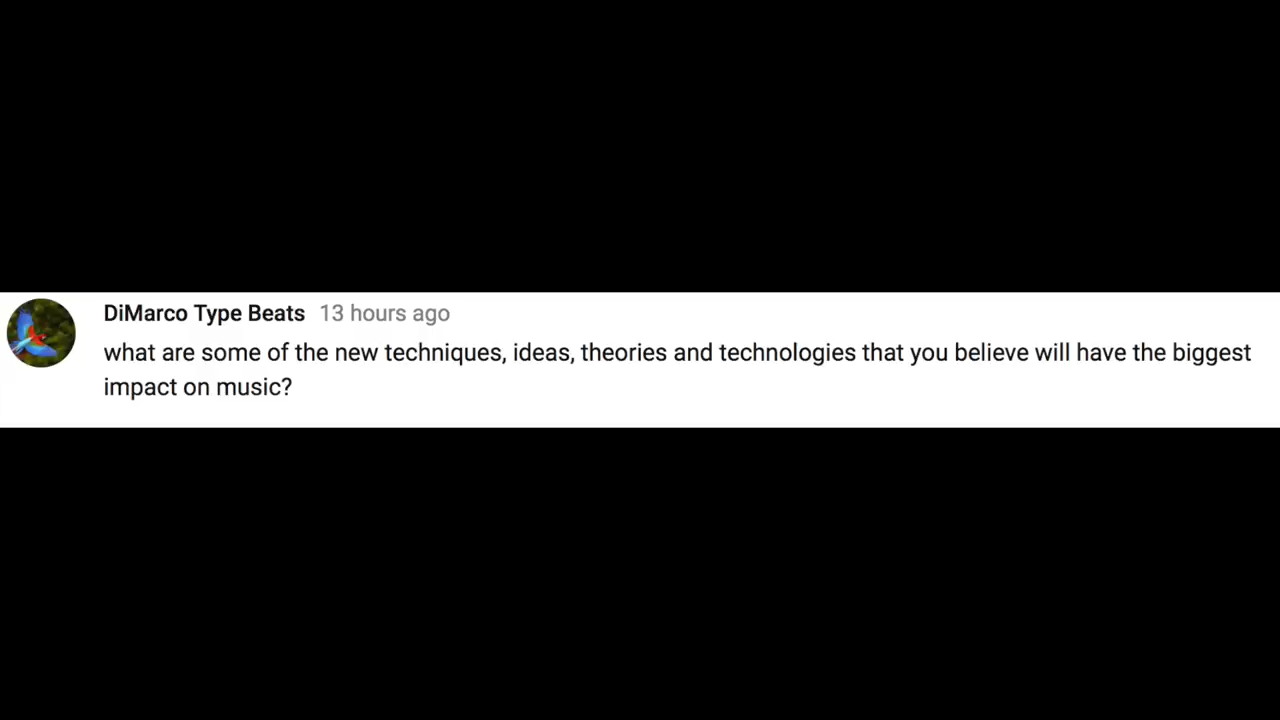 DiMarco Type Beats 13 hours ago
what are some of the new techniques, ideas, theories and technologies that you believe will have the biggest
impact on music?